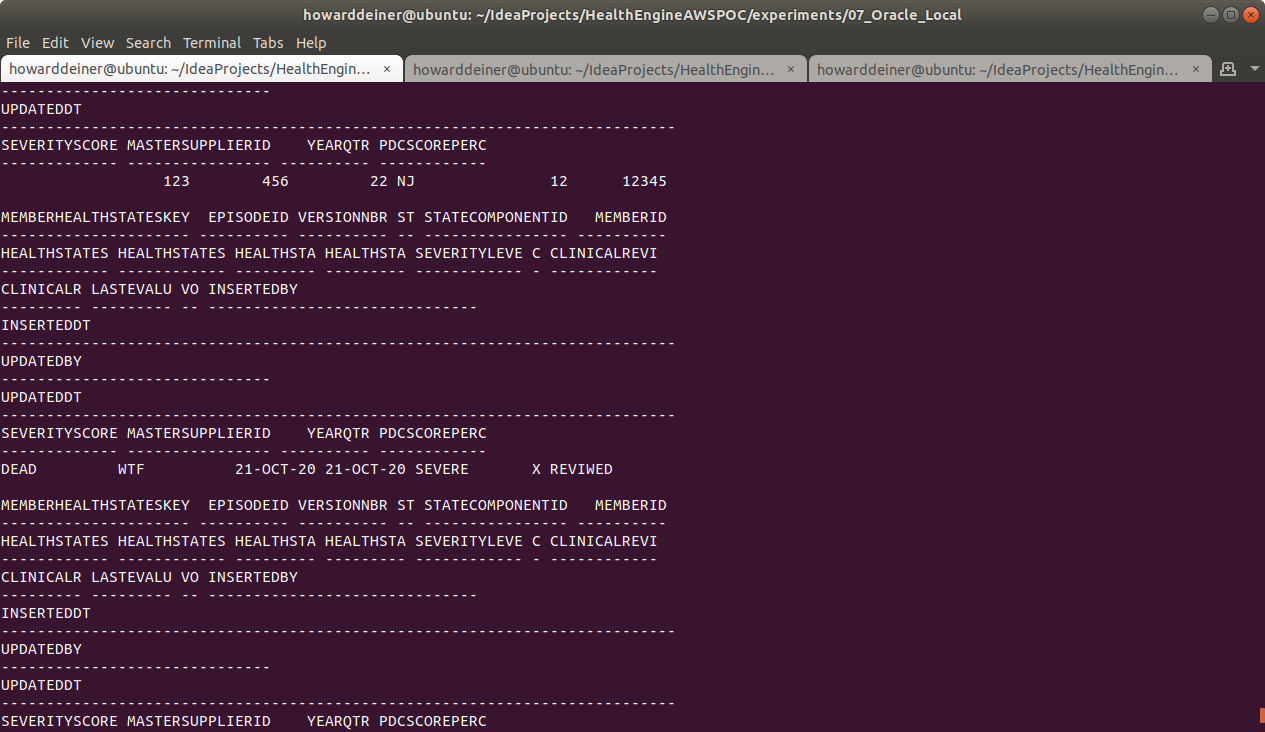 howarddeiner@ubuntu: ~/IdeaProjects/HealthEngineAWSPOC/experiments/07_Oracle_Local
File Edit View Search Terminal Tabs Help
howarddeiner@ubuntu: ~/IdeaProjects/HealthEngin... × howarddeiner@ubuntu: ~/IdeaProjects/HealthEngin... × howarddeiner@ubuntu: ~/IdeaProjects/HealthEngin... ×
------------------------------
UPDATEDDT
---------------------------------------------------------------------------
SEVERITYSCORE MASTERSUPPLIERID    YEARQTR PDCSCOREPERC
------------- ---------------- ---------- ------------
                  123        456         22 NJ               12      12345
MEMBERHEALTHSTATESKEY  EPISODEID VERSIONNBR ST STATECOMPONENTID   MEMBERID
--------------------- ---------- ---------- -- ---------------- ----------
HEALTHSTATES HEALTHSTATES HEALTHSTA HEALTHSTA SEVERITYLEVE C CLINICALREVI
------------ ------------ --------- --------- ------------ - ------------
CLINICALR LASTEVALU VO INSERTEDBY
--------- --------- -- ------------------------------
INSERTEDDT
---------------------------------------------------------------------------
UPDATEDBY
------------------------------
UPDATEDDT
---------------------------------------------------------------------------
SEVERITYSCORE MASTERSUPPLIERID    YEARQTR PDCSCOREPERC
------------- ---------------- ---------- ------------
DEAD         WTF          21-OCT-20 21-OCT-20 SEVERE       X REVIWED
MEMBERHEALTHSTATESKEY  EPISODEID VERSIONNBR ST STATECOMPONENTID   MEMBERID
--------------------- ---------- ---------- -- ---------------- ----------
HEALTHSTATES HEALTHSTATES HEALTHSTA HEALTHSTA SEVERITYLEVE C CLINICALREVI
------------ ------------ --------- --------- ------------ - ------------
CLINICALR LASTEVALU VO INSERTEDBY
--------- --------- -- ------------------------------
INSERTEDDT
---------------------------------------------------------------------------
UPDATEDBY
------------------------------
UPDATEDDT
---------------------------------------------------------------------------
SEVERITYSCORE MASTERSUPPLIERID    YEARQTR PDCSCOREPERC